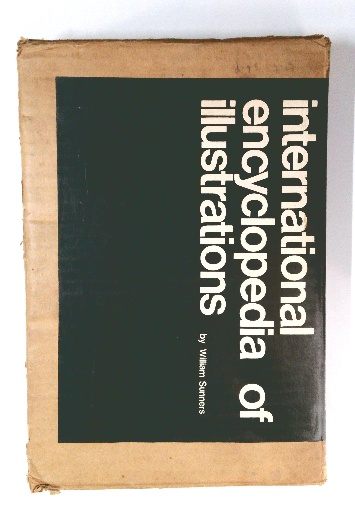 international
encyclopedia of
illustrations
by William Sunners